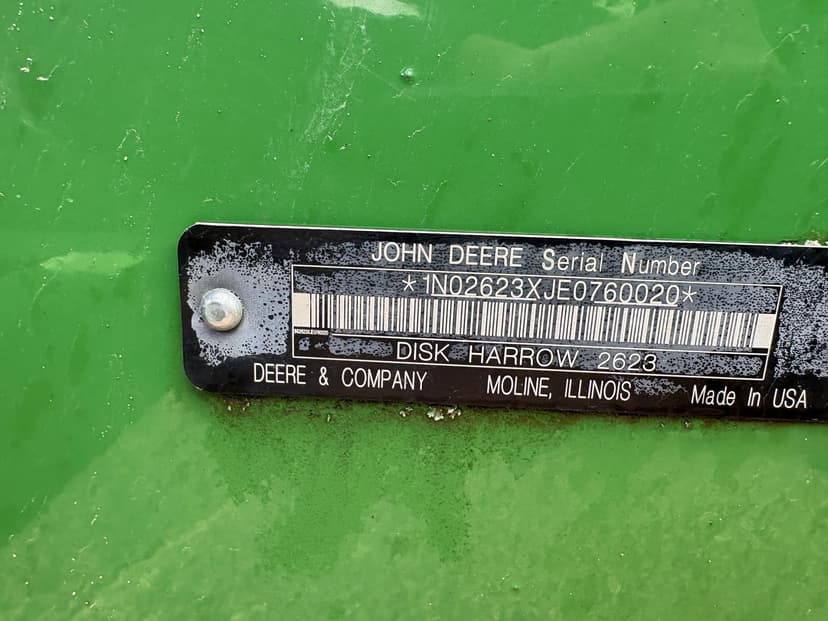 JOHN DEERE Serial Number
*1N02623XJE0760020*
DISK HARROW 2623
DEERE & COMPANY MOLINE, ILLINOIS Made In USA